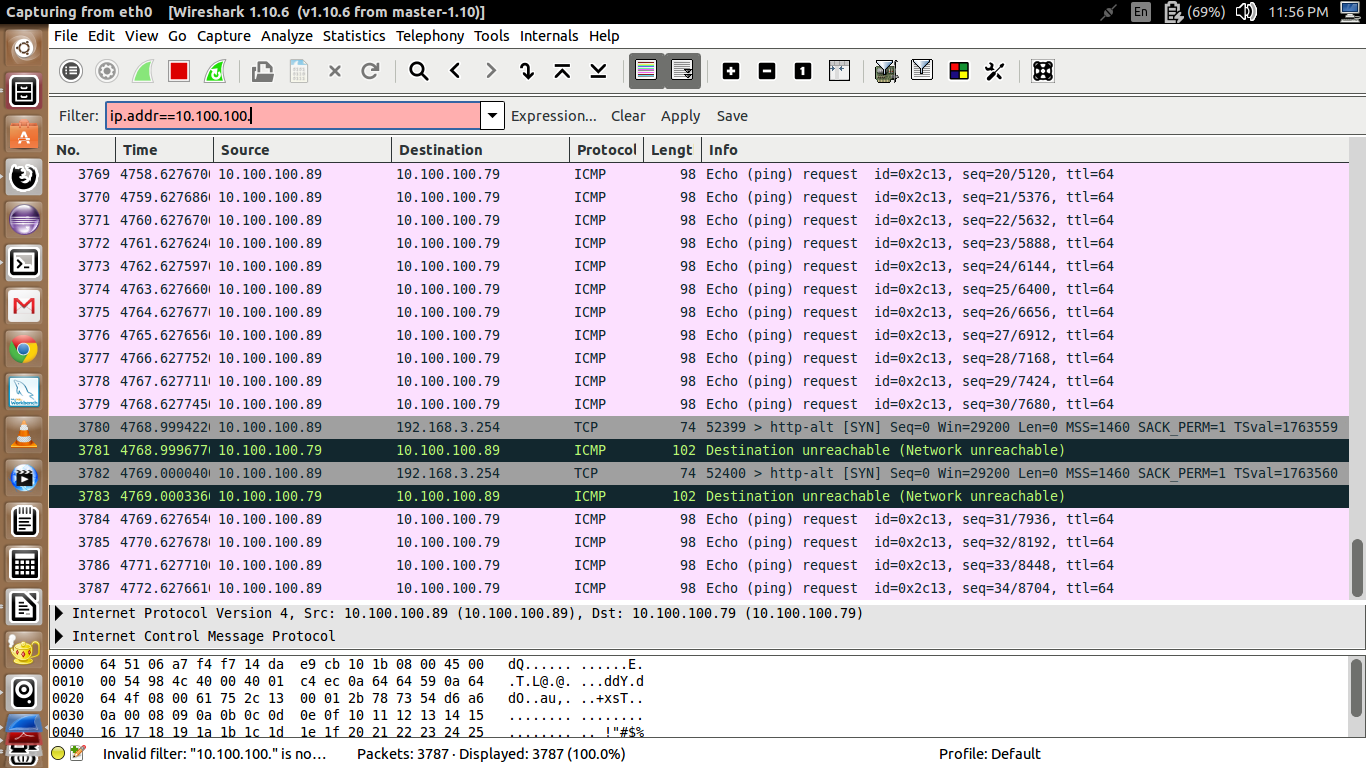 Capturing from eth0 [Wireshark 1.10.6 (v1.10.6 from master-1.10)] En (69%) 11:56 PM
File Edit View Go Capture Analyze Statistics Telephony Tools Internals Help
Filter: ip.addr==10.100.100. Expression... Clear Apply Save
No. Time Source Destination Protocol Lengt Info
3769 4758.627670( 10.100.100.89 10.100.100.79 ICMP 98 Echo (ping) request id=0x2c13, seq=20/5120, ttl=64
3770 4759.627686( 10.100.100.89 10.100.100.79 ICMP 98 Echo (ping) request id=0x2c13, seq=21/5376, ttl=64
3771 4760.627670( 10.100.100.89 10.100.100.79 ICMP 98 Echo (ping) request id=0x2c13, seq=22/5632, ttl=64
3772 4761.627624( 10.100.100.89 10.100.100.79 ICMP 98 Echo (ping) request id=0x2c13, seq=23/5888, ttl=64
3773 4762.627597( 10.100.100.89 10.100.100.79 ICMP 98 Echo (ping) request id=0x2c13, seq=24/6144, ttl=64
3774 4763.627660( 10.100.100.89 10.100.100.79 ICMP 98 Echo (ping) request id=0x2c13, seq=25/6400, ttl=64
3775 4764.627677( 10.100.100.89 10.100.100.79 ICMP 98 Echo (ping) request id=0x2c13, seq=26/6656, ttl=64
3776 4765.627656( 10.100.100.89 10.100.100.79 ICMP 98 Echo (ping) request id=0x2c13, seq=27/6912, ttl=64
3777 4766.627752( 10.100.100.89 10.100.100.79 ICMP 98 Echo (ping) request id=0x2c13, seq=28/7168, ttl=64
3778 4767.627711( 10.100.100.89 10.100.100.79 ICMP 98 Echo (ping) request id=0x2c13, seq=29/7424, ttl=64
3779 4768.627745( 10.100.100.89 10.100.100.79 ICMP 98 Echo (ping) request id=0x2c13, seq=30/7680, ttl=64
3780 4768.999422( 10.100.100.89 192.168.3.254 TCP 74 52399 > http-alt [SYN] Seq=0 Win=29200 Len=0 MSS=1460 SACK_PERM=1 TSval=1763559
3781 4768.999677( 10.100.100.79 10.100.100.89 ICMP 102 Destination unreachable (Network unreachable)
3782 4769.000040( 10.100.100.89 192.168.3.254 TCP 74 52400 > http-alt [SYN] Seq=0 Win=29200 Len=0 MSS=1460 SACK_PERM=1 TSval=1763560
3783 4769.000336( 10.100.100.79 10.100.100.89 ICMP 102 Destination unreachable (Network unreachable)
3784 4769.627654( 10.100.100.89 10.100.100.79 ICMP 98 Echo (ping) request id=0x2c13, seq=31/7936, ttl=64
3785 4770.627678( 10.100.100.89 10.100.100.79 ICMP 98 Echo (ping) request id=0x2c13, seq=32/8192, ttl=64
3786 4771.627710( 10.100.100.89 10.100.100.79 ICMP 98 Echo (ping) request id=0x2c13, seq=33/8448, ttl=64
3787 4772.627661( 10.100.100.89 10.100.100.79 ICMP 98 Echo (ping) request id=0x2c13, seq=34/8704, ttl=64
Internet Protocol Version 4, Src: 10.100.100.89 (10.100.100.89), Dst: 10.100.100.79 (10.100.100.79)
Internet Control Message Protocol
0000 64 51 06 a7 f4 f7 14 da e9 cb 10 1b 08 00 45 00 dQ...... ......E.
0010 00 54 98 4c 40 00 40 01 c4 ec 0a 64 64 59 0a 64 .T.L@.@. ...ddY.d
0020 64 4f 08 00 61 75 2c 13 00 01 2b 78 73 54 d6 a6 dO..au,. ..+xsT..
0030 0a 00 08 09 0a 0b 0c 0d 0e 0f 10 11 12 13 14 15 ........ ........
0040 16 17 18 19 1a 1b 1c 1d 1e 1f 20 21 22 23 24 25 ........ .. !"#$%
Invalid filter: "10.100.100." is no... Packets: 3787 · Displayed: 3787 (100.0%) Profile: Default